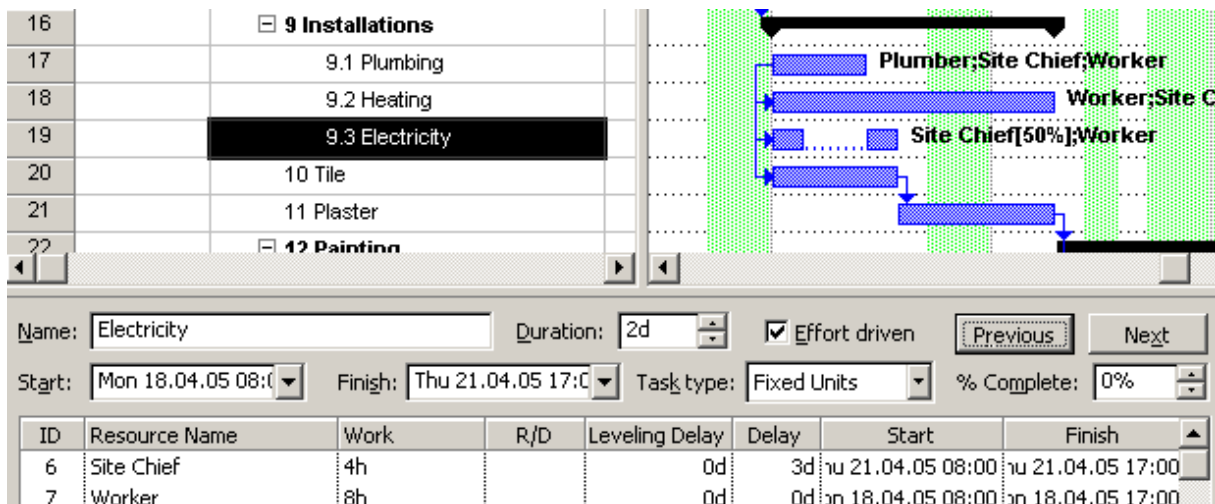 16 9 Installations
17 9.1 Plumbing Plumber;Site Chief;Worker
18 9.2 Heating Worker;Site C
19 9.3 Electricity Site Chief[50%];Worker
20 10 Tile
21 11 Plaster
22 12 Painting
Name: Electricity Duration: 2d Effort driven Previous Next
Start: Mon 18.04.05 08:0 Finish: Thu 21.04.05 17:0 Task type: Fixed Units % Complete: 0%
ID Resource Name Work R/D Leveling Delay Delay Start Finish
6 Site Chief 4h 0d 3d 21.04.05 08:00 21.04.05 17:00
7 Worker 8h 0d 0d 18.04.05 08:00 18.04.05 17:00